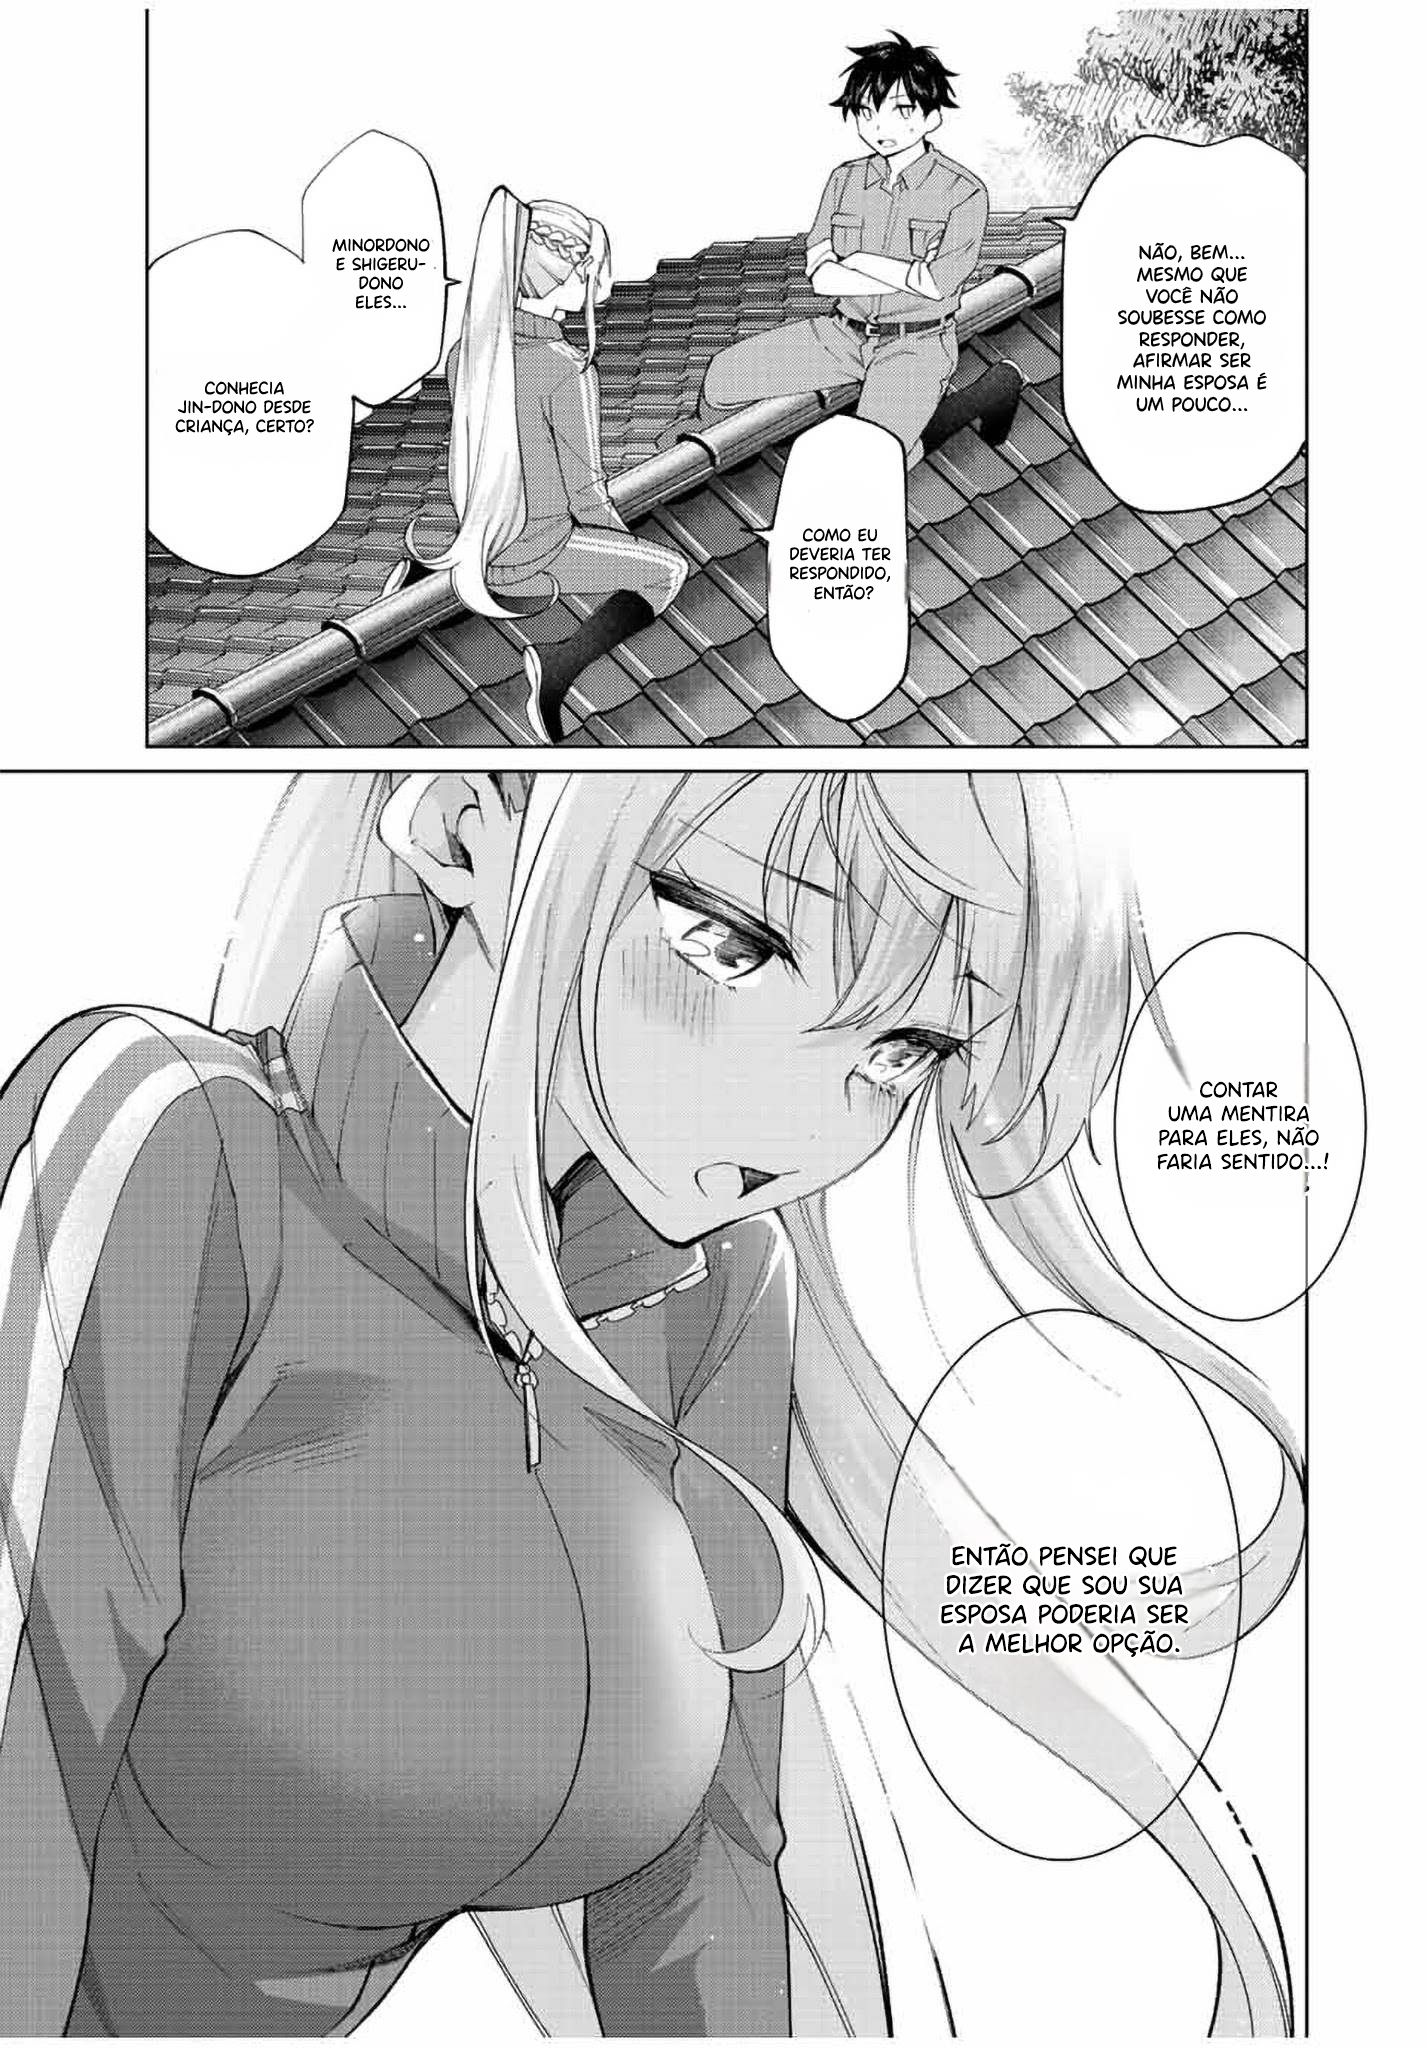 NÃO, BEM...
MESMO QUE
VOCÊ NÃO
SOUBESSE COMO
RESPONDER,
AFIRMAR SER
MINHA ESPOSA É
UM POUCO...
COMO EU
DEVERIA TER
RESPONDIDO,
ENTÃO?
MINORDONO
E SHIGERU-
DONO
ELES...
CONHECIA
JIN-DONO DESDE
CRIANÇA, CERTO?
CONTAR
UMA MENTIRA
PARA ELES, NÃO
FARIA SENTIDO...!
ENTÃO PENSEI QUE
DIZER QUE SOU SUA
ESPOSA PODERIA SER
A MELHOR OPÇÃO.